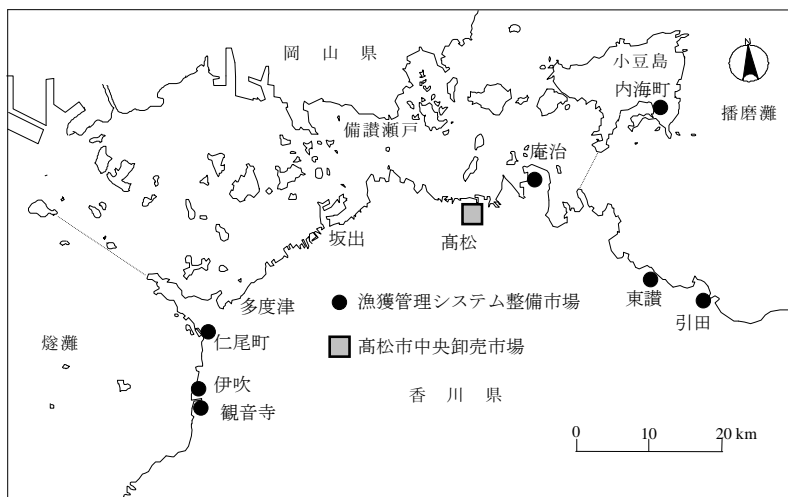 岡山県
小豆島
N
内海町
播磨灘
備讃瀬戸
庵治
坂出
髙松
多度津
東讃
引田
燧灘
仁尾町
伊吹
観音寺
漁獲管理システム整備市場
髙松市中央卸売市場
香川県
0 10 20 km